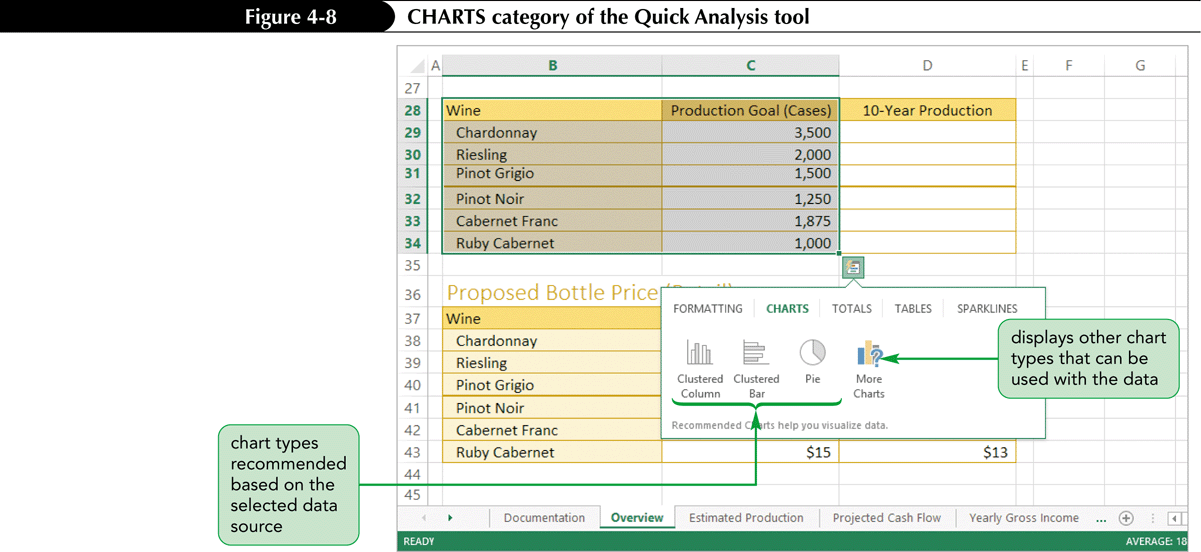 Figure 4-8 CHARTS category of the Quick Analysis tool
A B C D E F G
27
28 Wine Production Goal (Cases) 10-Year Production
29 Chardonnay 3,500
30 Riesling 2,000
31 Pinot Grigio 1,500
32 Pinot Noir 1,250
33 Cabernet Franc 1,875
34 Ruby Cabernet 1,000
35
36 Proposed Bottle Price
37 Wine
38 Chardonnay
39 Riesling
40 Pinot Grigio
41 Pinot Noir
42 Cabernet Franc
43 Ruby Cabernet $15 $13
44
45
FORMATTING CHARTS TOTALS TABLES SPARKLINES
Clustered Column
Clustered Bar
Pie
More Charts
Recommended Charts help you visualize data.
displays other chart
types that can be
used with the data
chart types
recommended
based on the
selected data
source
Documentation Overview Estimated Production Projected Cash Flow Yearly Gross Income ...
READY AVERAGE: 18